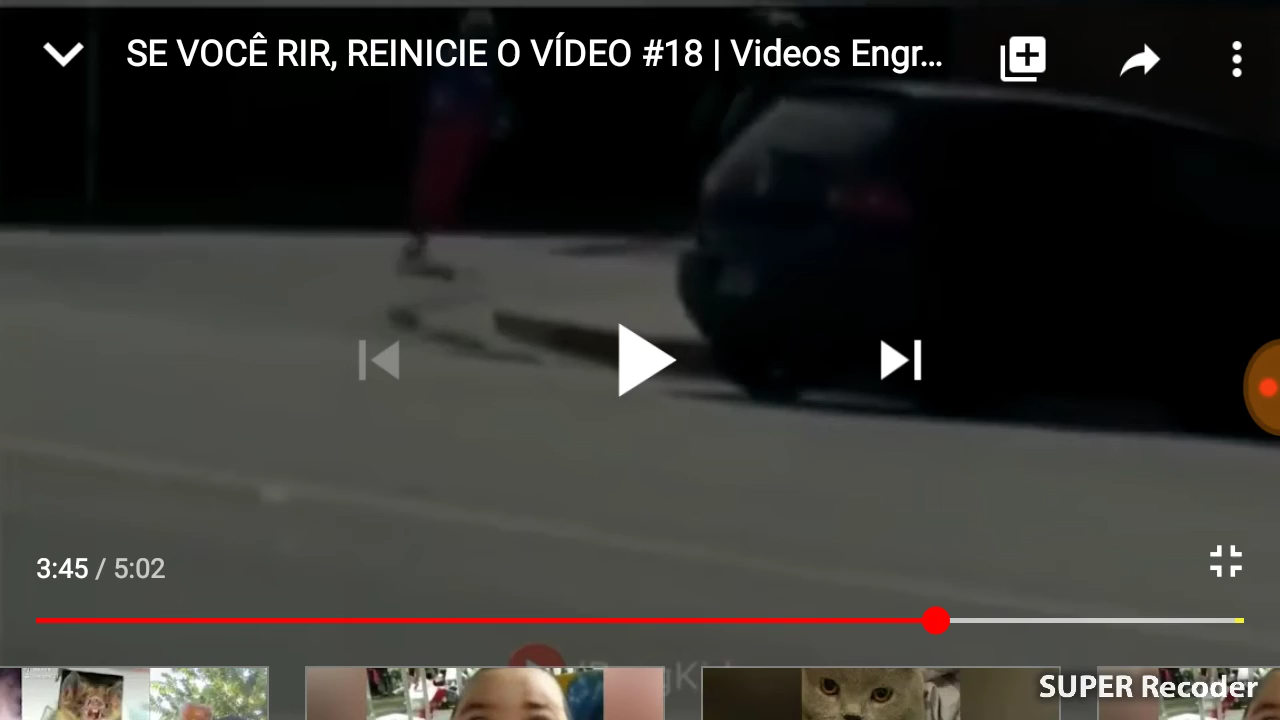 SE VOCÊ RIR, REINICIE O VÍDEO #18 | Videos Engr...
3:45 / 5:02
SUPER Recoder